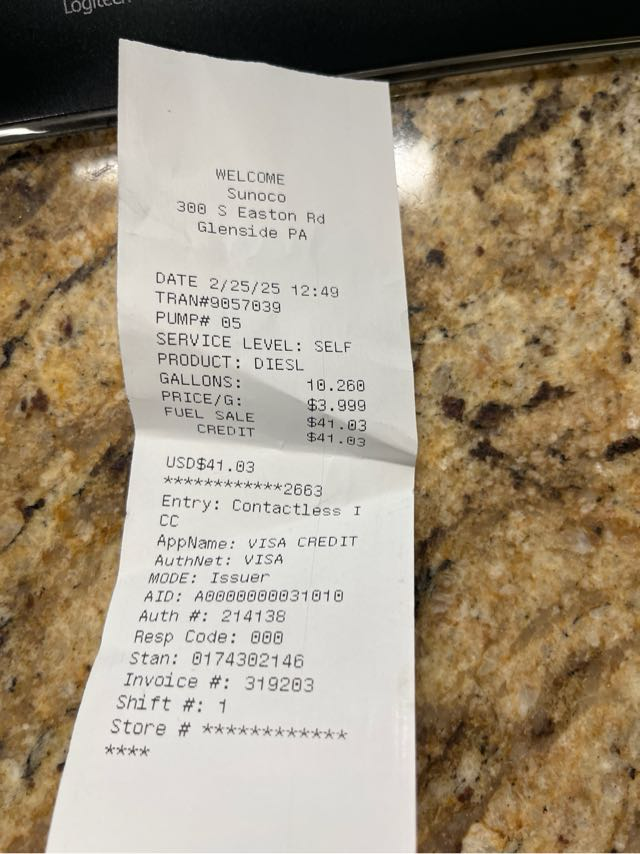 Logitech
WELCOME
Sunoco
300 S Easton Rd
Glenside PA
DATE 2/25/25 12:49
TRAN#9057039
PUMP# 05
SERVICE LEVEL: SELF
PRODUCT: DIESL
GALLONS: 10.260
PRICE/G: $3.999
FUEL SALE $41.03
CREDIT $41.03
USD$41.03
************2663
Entry: Contactless I
CC
AppName: VISA CREDIT
AuthNet: VISA
MODE: Issuer
AID: A0000000031010
Auth #: 214138
Resp Code: 000
Stan: 0174302146
Invoice #: 319203
Shift #: 1
Store # ************
****